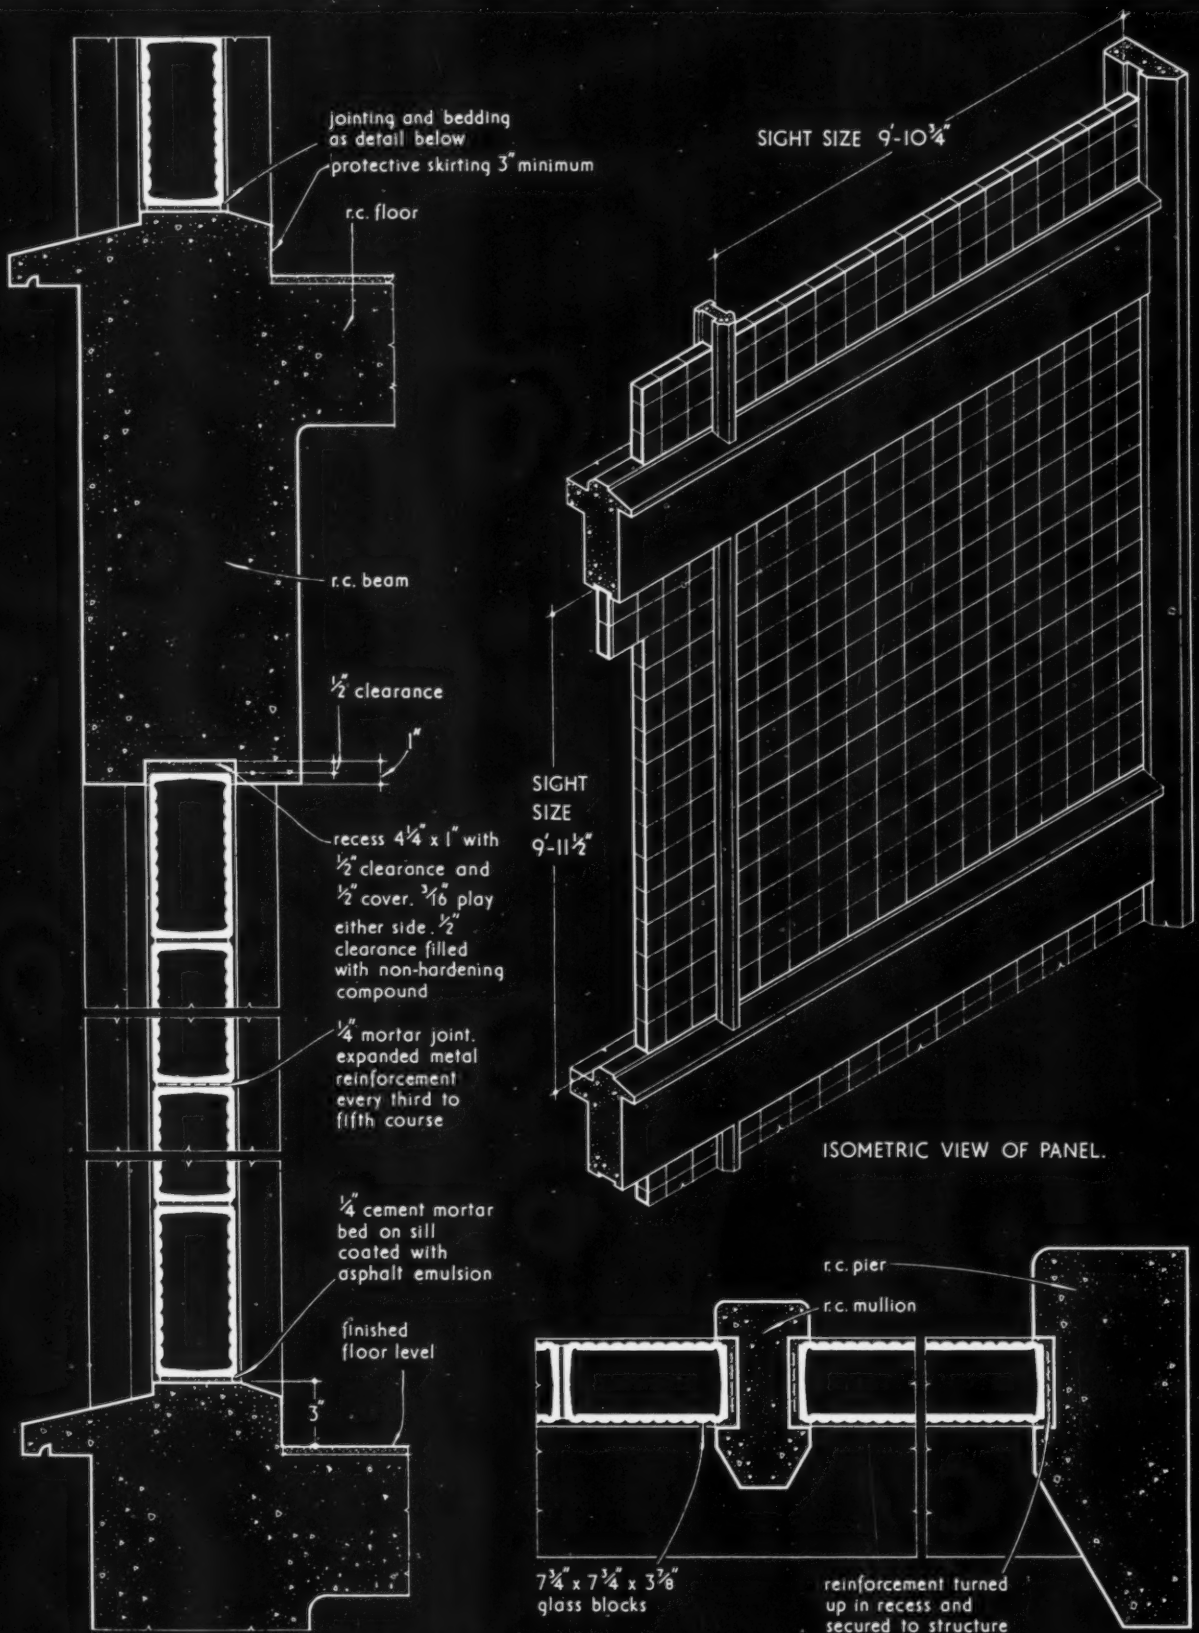 jointing and bedding
as detail below
protective skirting 3" minimum
r.c. floor
r.c. beam
½" clearance
1"
recess 4¼" x 1" with
½" clearance and
½" cover. 3/16" play
either side. ½"
clearance filled
with non-hardening
compound
¼" mortar joint.
expanded metal
reinforcement
every third to
fifth course
¼" cement mortar
bed on sill
coated with
asphalt emulsion
finished
floor level
3"
SIGHT SIZE 9'-10¾"
SIGHT
SIZE
9'-11½"
ISOMETRIC VIEW OF PANEL.
r.c. pier
r.c. mullion
7¾" x 7¾" x 3⅞"
glass blocks
reinforcement turned
up in recess and
secured to structure